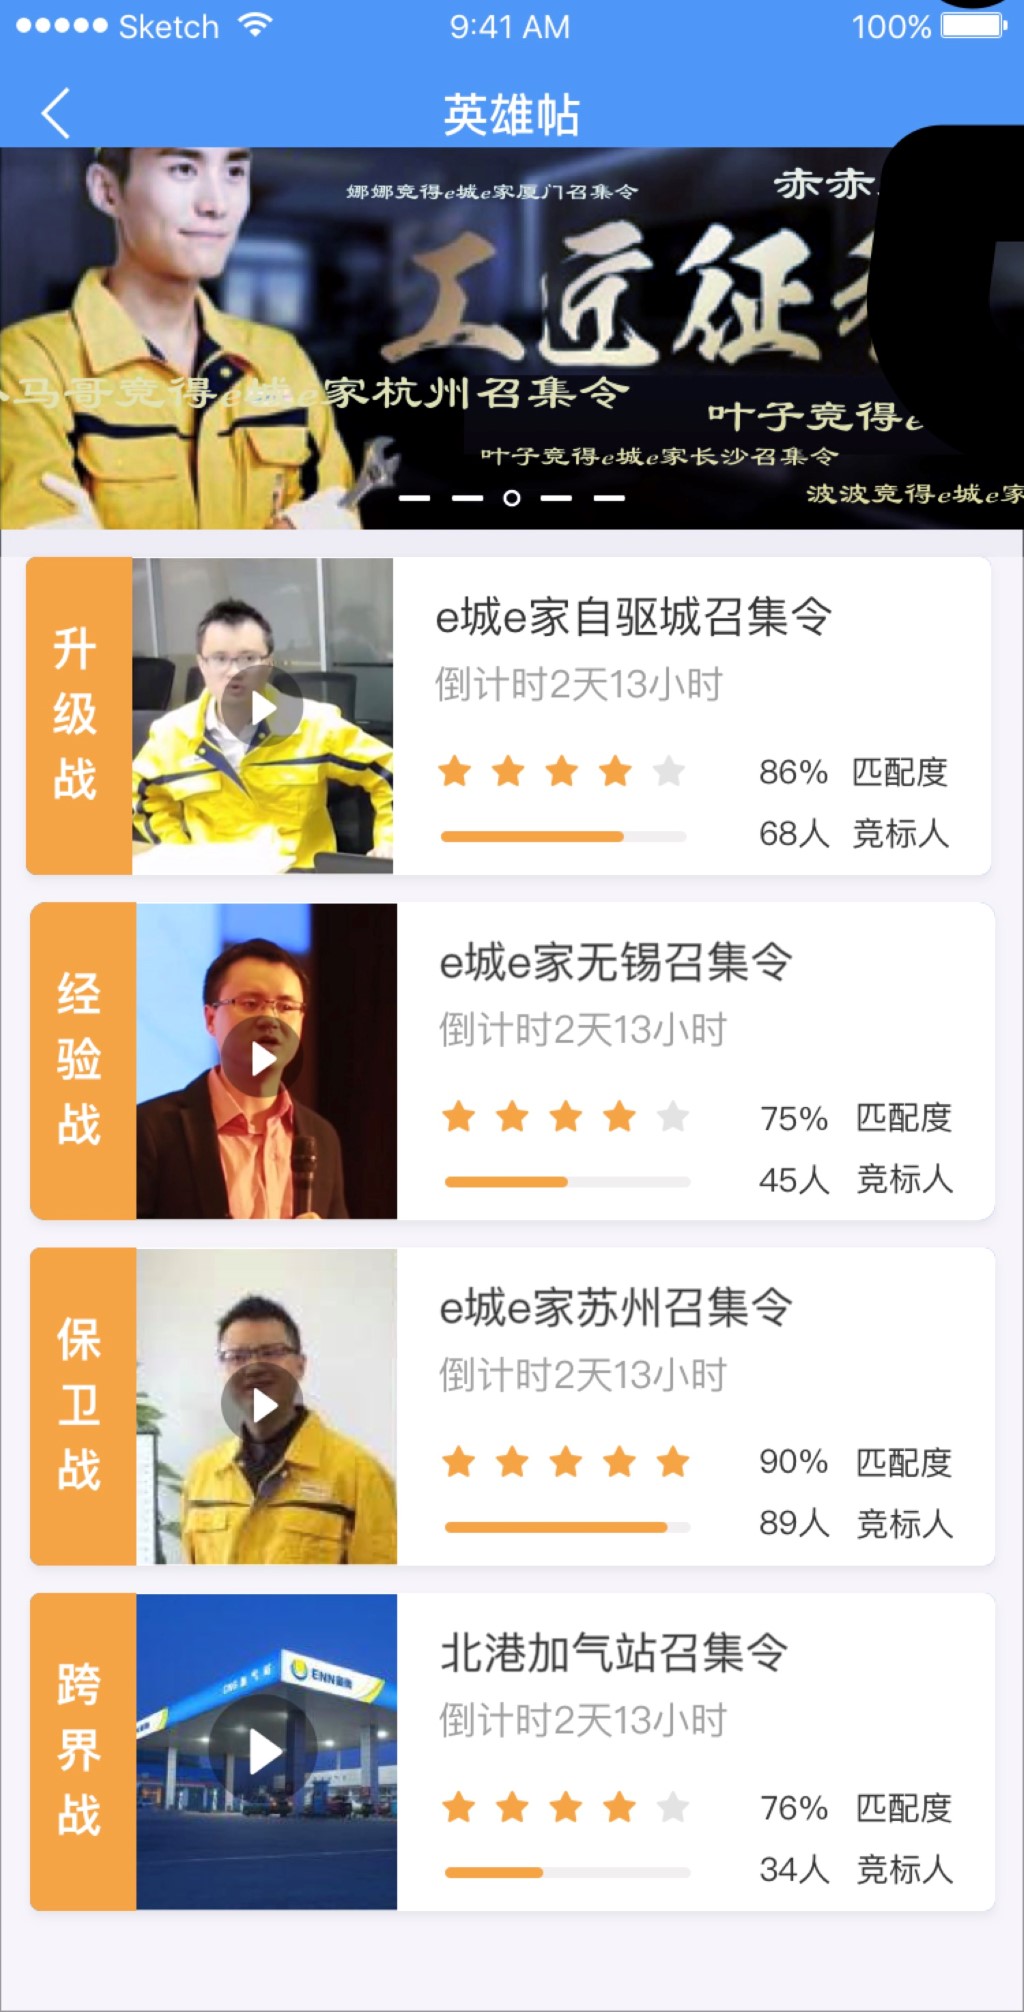 Sketch 9:41 AM 100%
英雄帖
娜娜竞得e城e家厦门召集令
赤赤
工匠征
马哥竞得e城e家杭州召集令
叶子竞得e
叶子竞得e城e家长沙召集令
波波竞得e城e家
升级战
e城e家自驱城召集令
倒计时2天13小时
86% 匹配度
68人 竞标人
经验战
e城e家无锡召集令
倒计时2天13小时
75% 匹配度
45人 竞标人
保卫战
e城e家苏州召集令
倒计时2天13小时
90% 匹配度
89人 竞标人
跨界战
ENN
北港加气站召集令
倒计时2天13小时
76% 匹配度
34人 竞标人